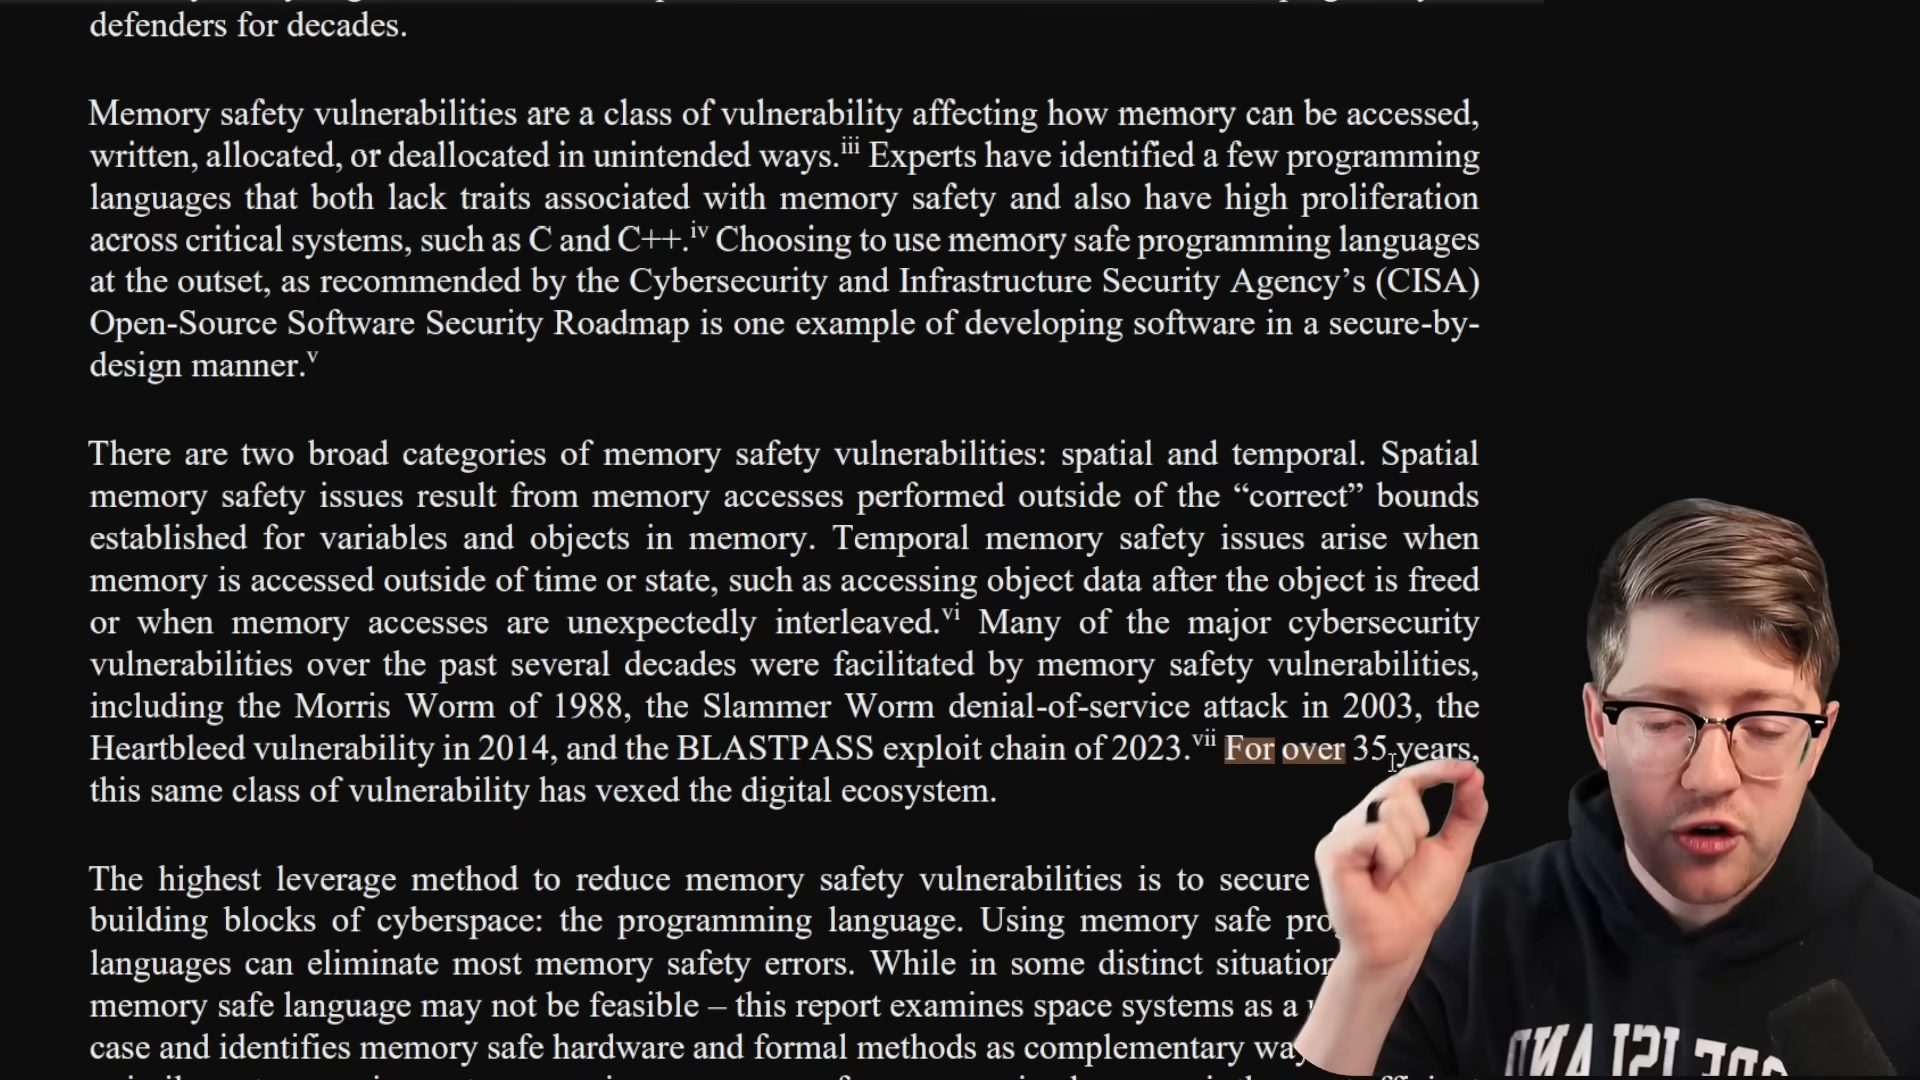 defenders for decades.
Memory safety vulnerabilities are a class of vulnerability affecting how memory can be accessed,
written, allocated, or deallocated in unintended ways.iii Experts have identified a few programming
languages that both lack traits associated with memory safety and also have high proliferation
across critical systems, such as C and C++.iv Choosing to use memory safe programming languages
at the outset, as recommended by the Cybersecurity and Infrastructure Security Agency’s (CISA)
Open-Source Software Security Roadmap is one example of developing software in a secure-by-
design manner.v
There are two broad categories of memory safety vulnerabilities: spatial and temporal. Spatial
memory safety issues result from memory accesses performed outside of the “correct” bounds
established for variables and objects in memory. Temporal memory safety issues arise when
memory is accessed outside of time or state, such as accessing object data after the object is freed
or when memory accesses are unexpectedly interleaved.vi Many of the major cybersecurity
vulnerabilities over the past several decades were facilitated by memory safety vulnerabilities,
including the Morris Worm of 1988, the Slammer Worm denial-of-service attack in 2003, the
Heartbleed vulnerability in 2014, and the BLASTPASS exploit chain of 2023.vii For over 35 years,
this same class of vulnerability has vexed the digital ecosystem.
The highest leverage method to reduce memory safety vulnerabilities is to secure
building blocks of cyberspace: the programming language. Using memory safe
languages can eliminate most memory safety errors. While in some distinct
memory safe language may not be feasible – this report examines space systems as a
case and identifies memory safe hardware and formal methods as complementary